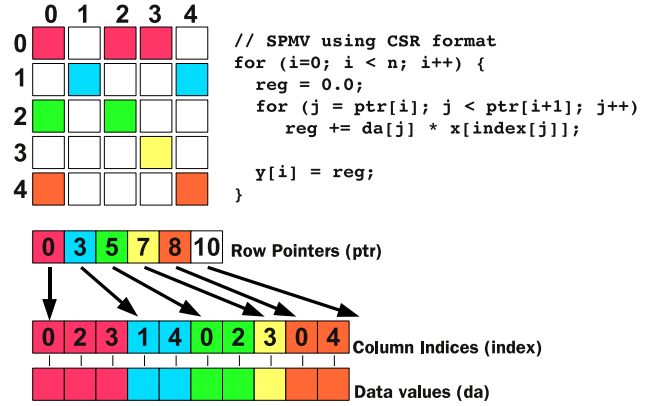 0 1 2 3 4
0
1
2
3
4
// SPMV using CSR format
for (i=0; i < n; i++) {
  reg = 0.0;
  for (j = ptr[i]; j < ptr[i+1]; j++)
    reg += da[j] * x[index[j]];
  y[i] = reg;
}
0 3 5 7 8 10 Row Pointers (ptr)
0 2 3 1 4 0 2 3 0 4 Column Indices (index)
Data values (da)